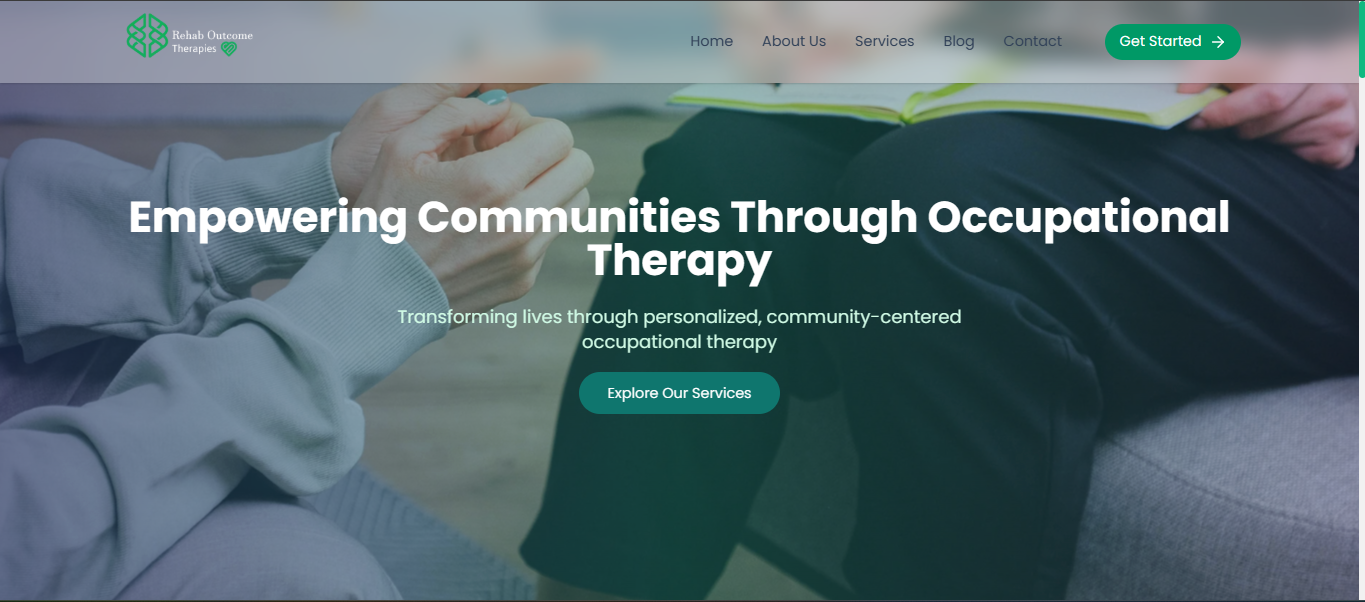 Rehab Outcome
Therapies
Home About Us Services Blog Contact Get Started
Empowering Communities Through Occupational
Therapy
Transforming lives through personalized, community-centered
occupational therapy
Explore Our Services